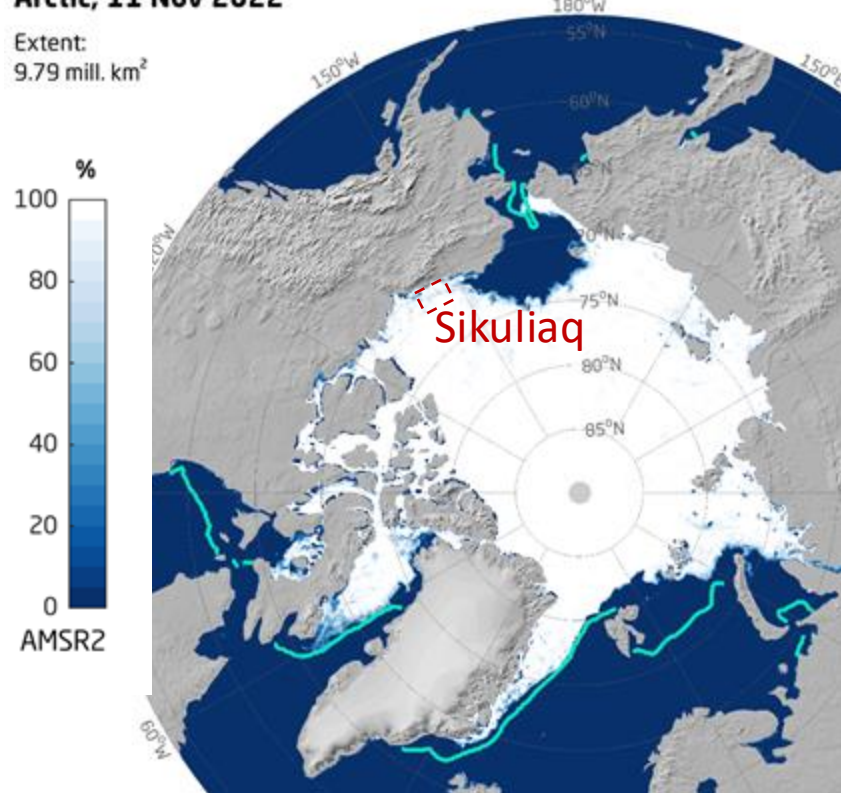 Arctic, 11 Nov 2022
Extent:
9.79 mill. km²
180°W
55°N
150°W
150°E
60°N
%
100
70°N
80
75°N
Sikuliaq
60
80°N
85°N
40
20
0
AMSR2
60°W